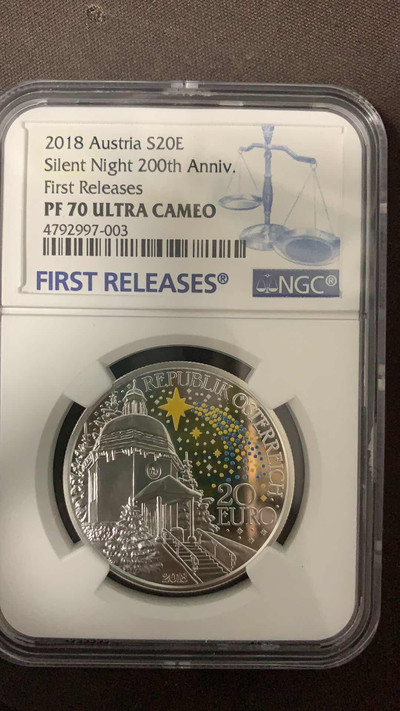 2018 Austria S20E
Silent Night 200th Anniv.
First Releases
PF 70 ULTRA CAMEO
4792997-003
FIRST RELEASES®
NGC®
REPUBLIK ÖSTERREICH
20
EURO
2018